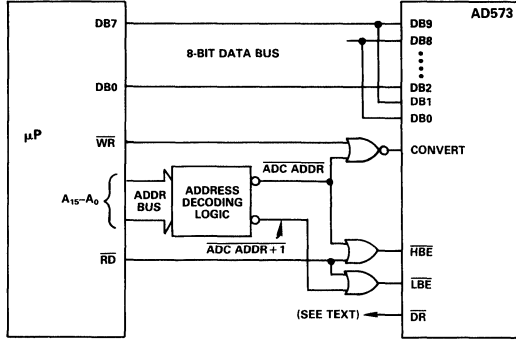 AD573
DB7
DB9
DB8
8-BIT DATA BUS
DB0
DB2
DB1
DB0
μP
WR
CONVERT
ADC ADDR
A15–A0
ADDR
BUS
ADDRESS
DECODING
LOGIC
ADC ADDR + 1
HBE
RD
LBE
(SEE TEXT)
DR